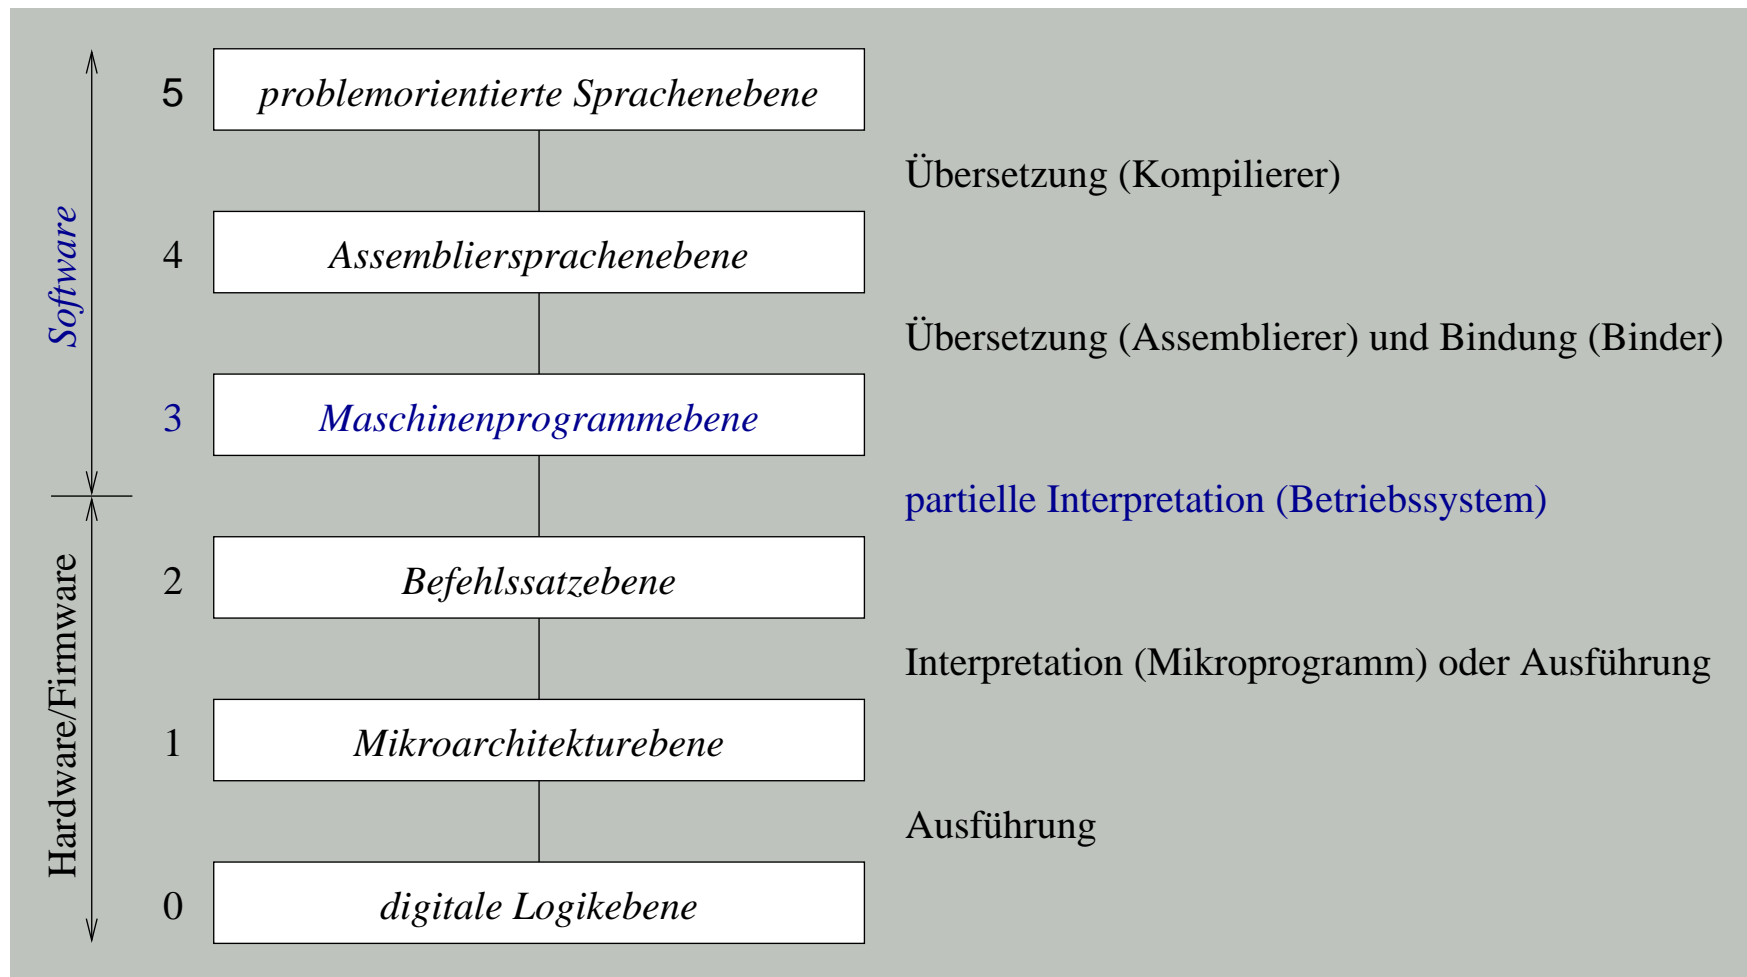 5 problemorientierte Sprachenebene
Übersetzung (Kompilierer)
Software
4 Assembliersprachenebene
Übersetzung (Assemblierer) und Bindung (Binder)
3 Maschinenprogrammebene
partielle Interpretation (Betriebssystem)
2 Befehlssatzebene
Hardware/Firmware
Interpretation (Mikroprogramm) oder Ausführung
1 Mikroarchitekturebene
Ausführung
0 digitale Logikebene